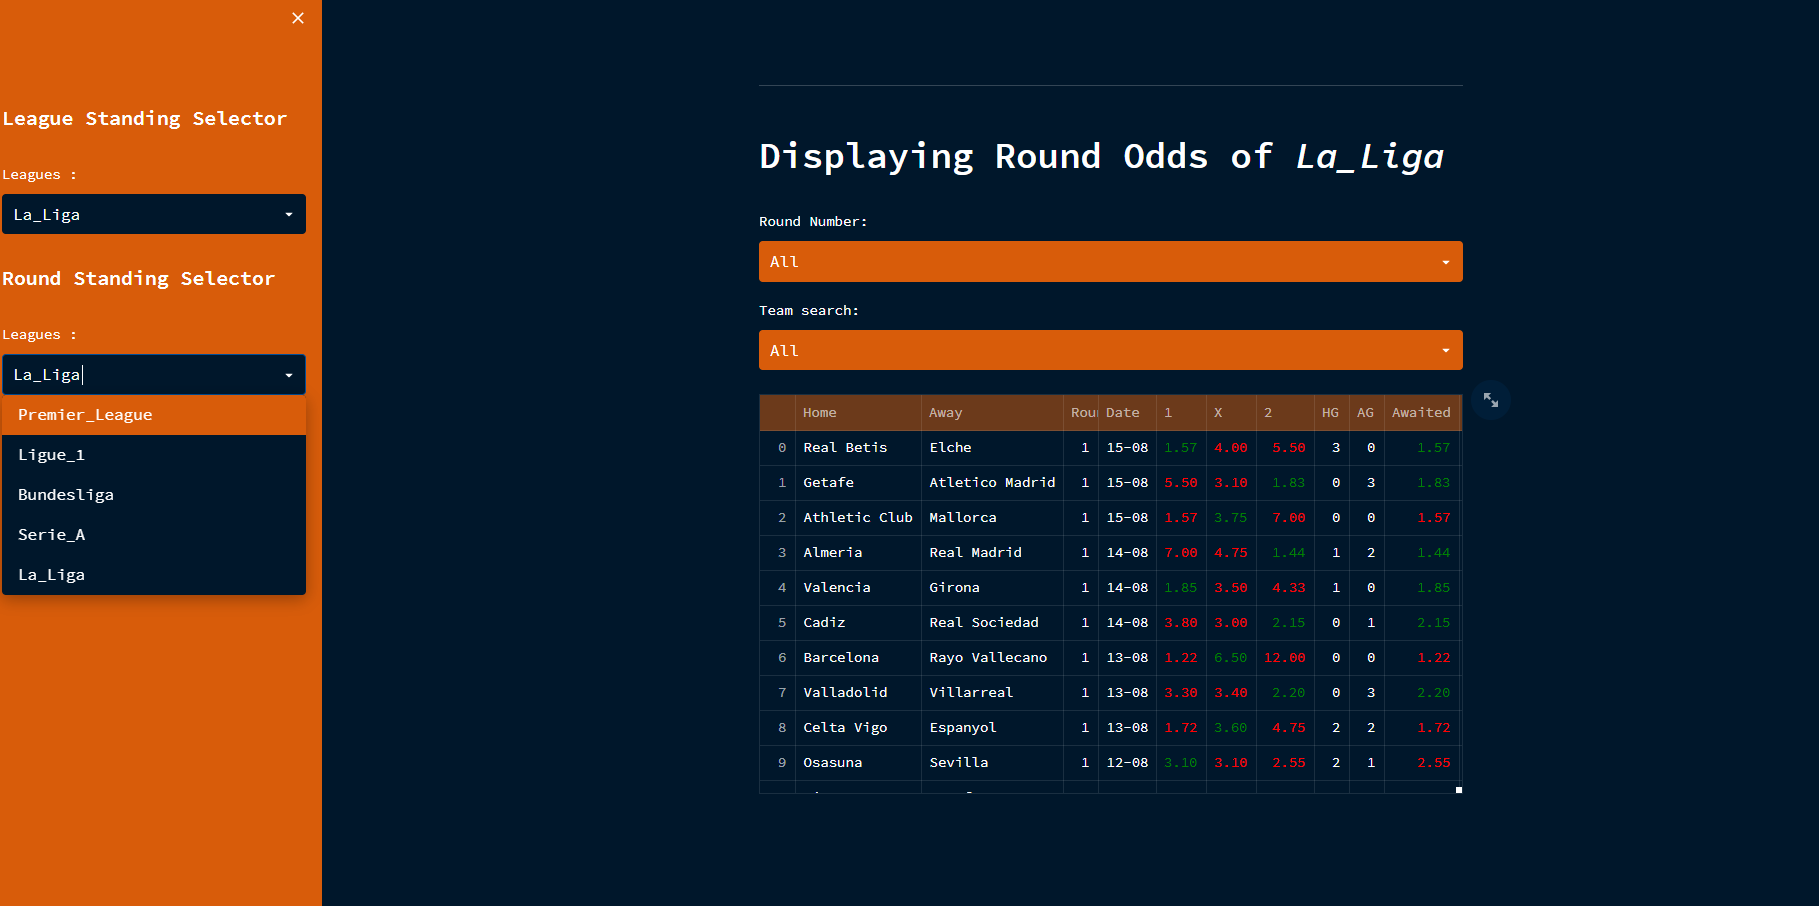 League Standing Selector
Leagues :
La_Liga
Round Standing Selector
Leagues :
La_Liga
Premier_League
Ligue_1
Bundesliga
Serie_A
La_Liga
Displaying Round Odds of La_Liga
Round Number:
All
Team search:
All
Home Away Roun Date 1 X 2 HG AG Awaited
0 Real Betis Elche 1 15-08 1.57 4.00 5.50 3 0 1.57
1 Getafe Atletico Madrid 1 15-08 5.50 3.10 1.83 0 3 1.83
2 Athletic Club Mallorca 1 15-08 1.57 3.75 7.00 0 0 1.57
3 Almeria Real Madrid 1 14-08 7.00 4.75 1.44 1 2 1.44
4 Valencia Girona 1 14-08 1.85 3.50 4.33 1 0 1.85
5 Cadiz Real Sociedad 1 14-08 3.80 3.00 2.15 0 1 2.15
6 Barcelona Rayo Vallecano 1 13-08 1.22 6.50 12.00 0 0 1.22
7 Valladolid Villarreal 1 13-08 3.30 3.40 2.20 0 3 2.20
8 Celta Vigo Espanyol 1 13-08 1.72 3.60 4.75 2 2 1.72
9 Osasuna Sevilla 1 12-08 3.10 3.10 2.55 2 1 2.55